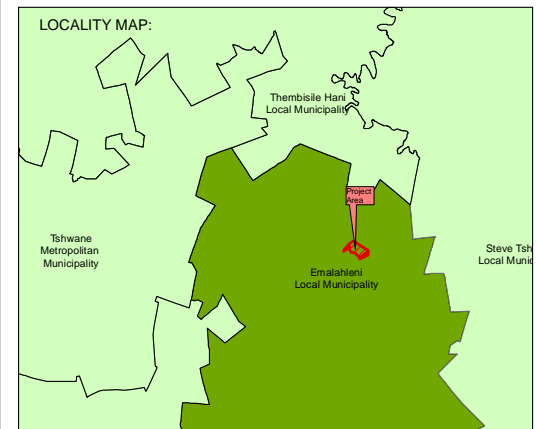 LOCALITY MAP:
Thembisile Hani
Local Municipality
Project
Area
Tshwane
Metropolitan
Municipality
Steve Tsh
Local Munic
Emalahleni
Local Municipality